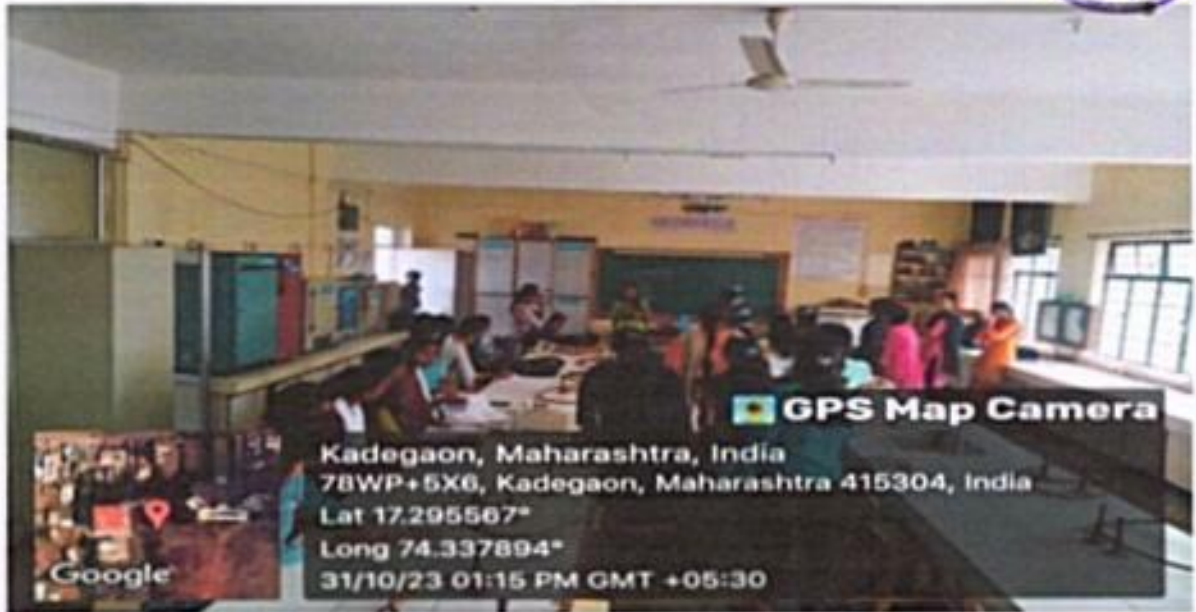 GPS Map Camera
Kadegaon, Maharashtra, India
78WP+5X6, Kadegaon, Maharashtra 415304, India
Lat 17.295567°
Long 74.337894°
31/10/23 01:15 PM GMT +05:30
Google